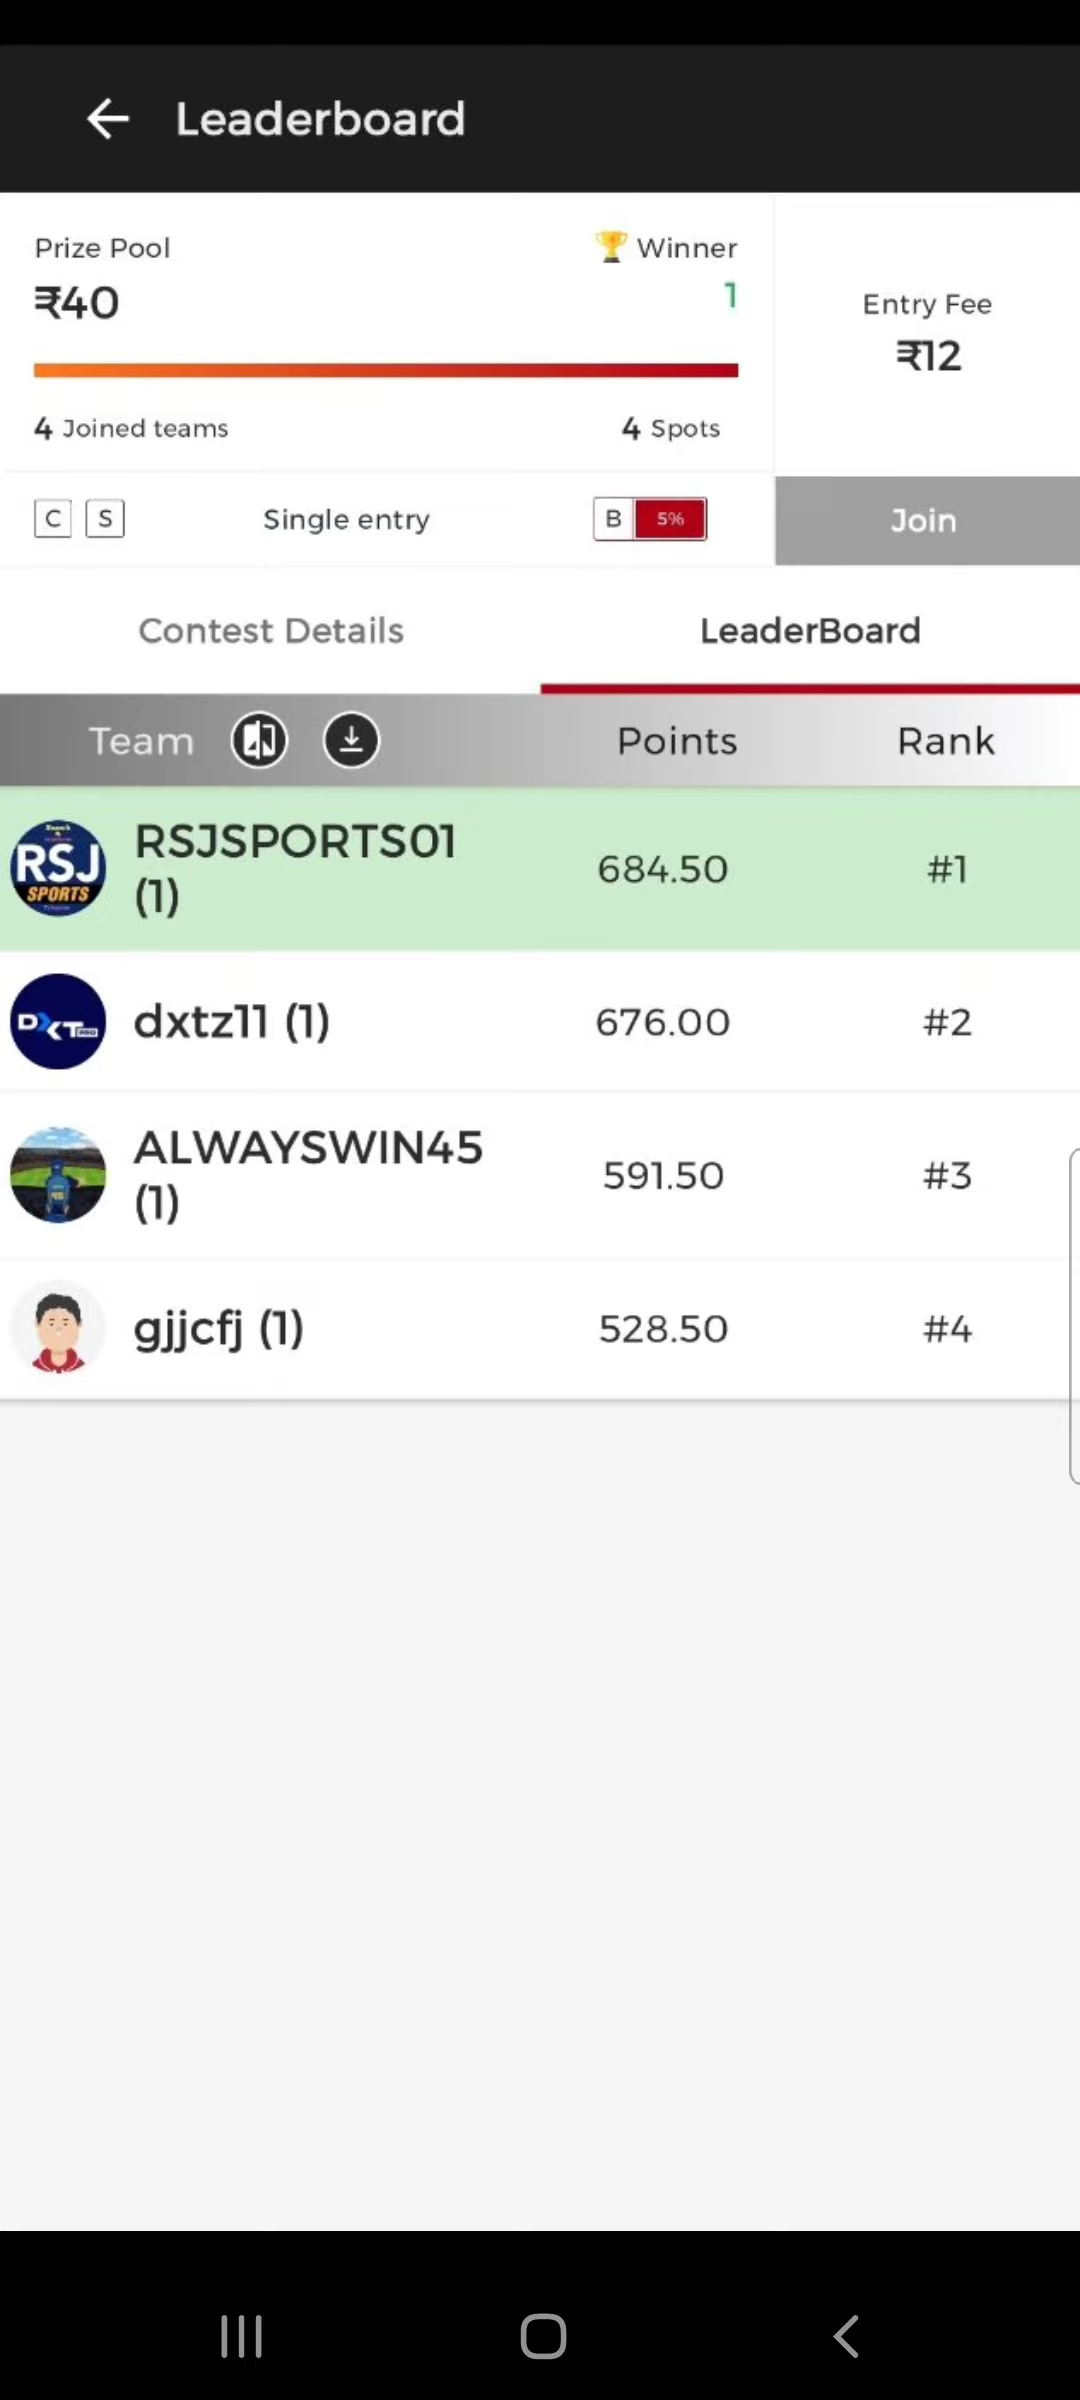 Leaderboard
Prize Pool
🏆 Winner
₹40
1
Entry Fee
₹12
4 Joined teams
4 Spots
C S Single entry B 5%
Join
Contest Details
LeaderBoard
Team Points Rank
RSJ
SPORTS
RSJSPORTS01
(1)
684.50 #1
dxtz11 (1) 676.00 #2
ALWAYSWIN45
(1)
591.50 #3
gjjcfj (1) 528.50 #4